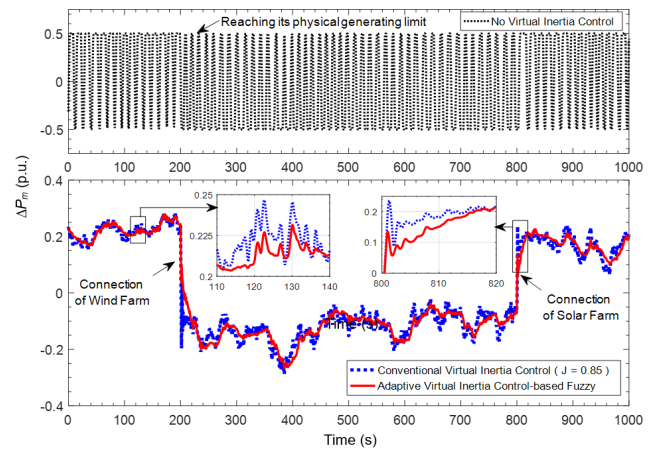 Reaching its physical generating limit
No Virtual Inertia Control
0.5
0
-0.5
0 100 200 300 400 500 600 700 800 900 1000
ΔPm (p.u.)
0.4
0.2
0
-0.2
-0.4
0.25
0.225
0.2
110 120 130 140
0.2
0.1
0
800 810 820
Connection
of Wind Farm
Connection
of Solar Farm
Time (s)
Conventional Virtual Inertia Control ( J = 0.85 )
Adaptive Virtual Inertia Control-based Fuzzy
0 100 200 300 400 500 600 700 800 900 1000
Time (s)